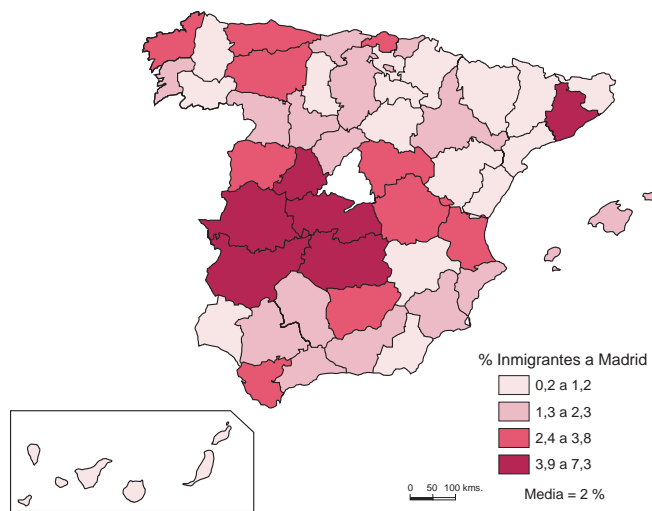 % Inmigrantes a Madrid
0,2 a 1,2
1,3 a 2,3
2,4 a 3,8
3,9 a 7,3
0 50 100 kms.
Media = 2 %